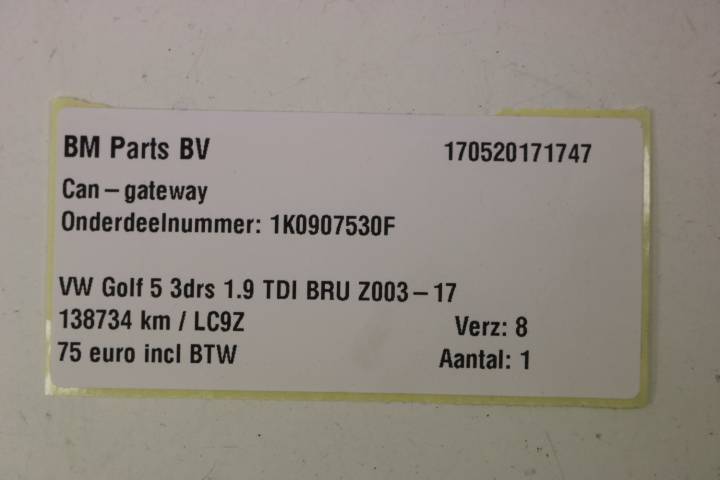 BM Parts BV 170520171747
Can-gateway
Onderdeelnummer: 1K0907530F
VW Golf 5 3drs 1.9 TDI BRU Z003-17
138734 km / LC9Z Verz: 8
75 euro incl BTW Aantal: 1